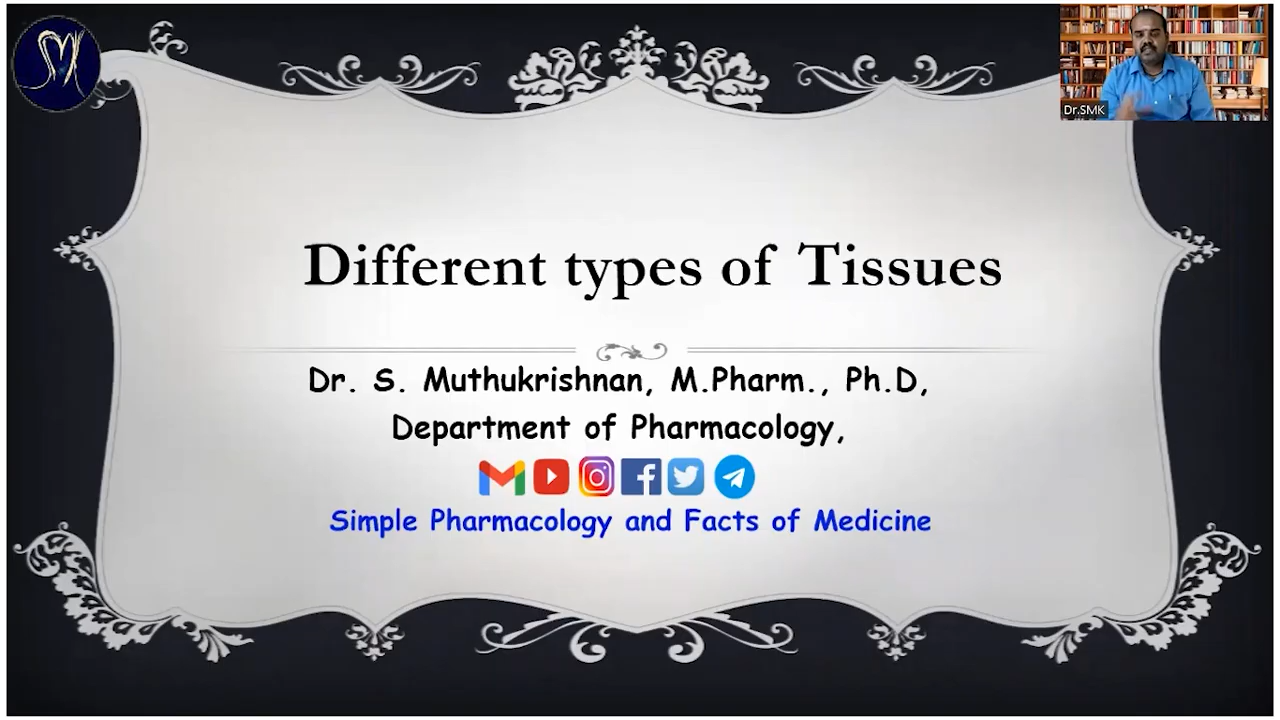 SMK
Dr.SMK
Different types of Tissues
Dr. S. Muthukrishnan, M.Pharm., Ph.D,
Department of Pharmacology,
Simple Pharmacology and Facts of Medicine